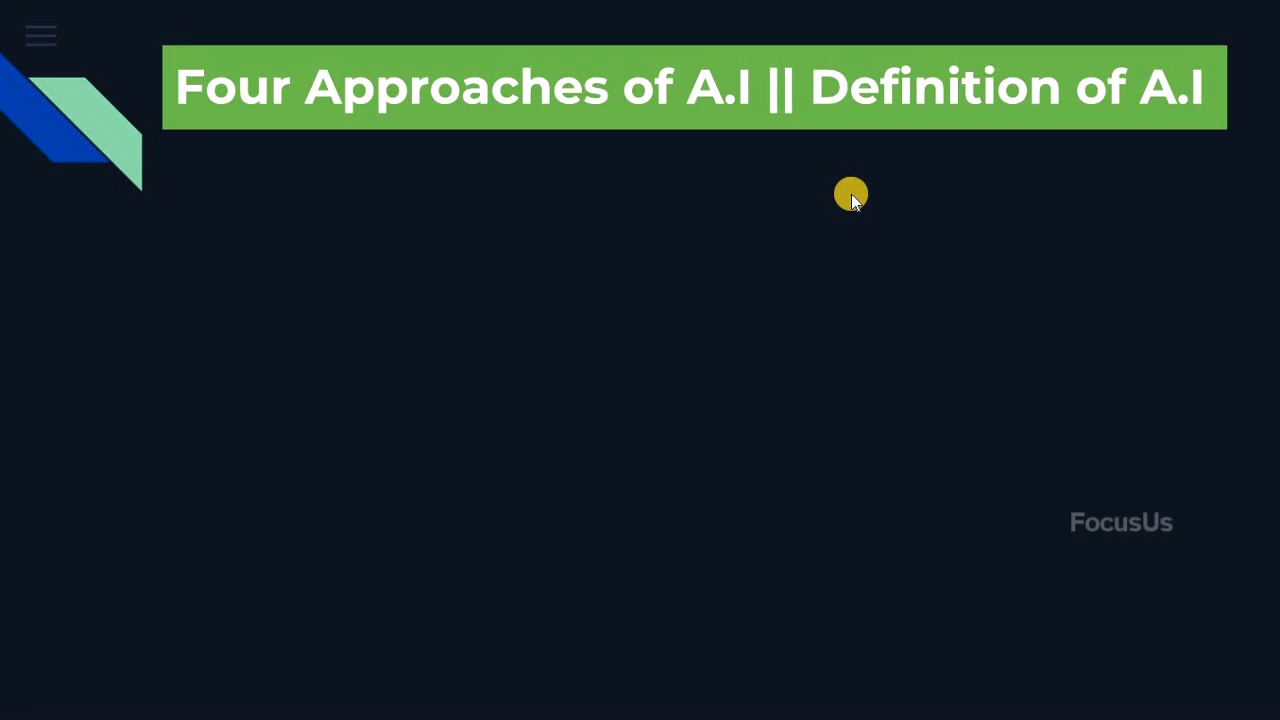 Four Approaches of A.I || Definition of A.I
FocusUs